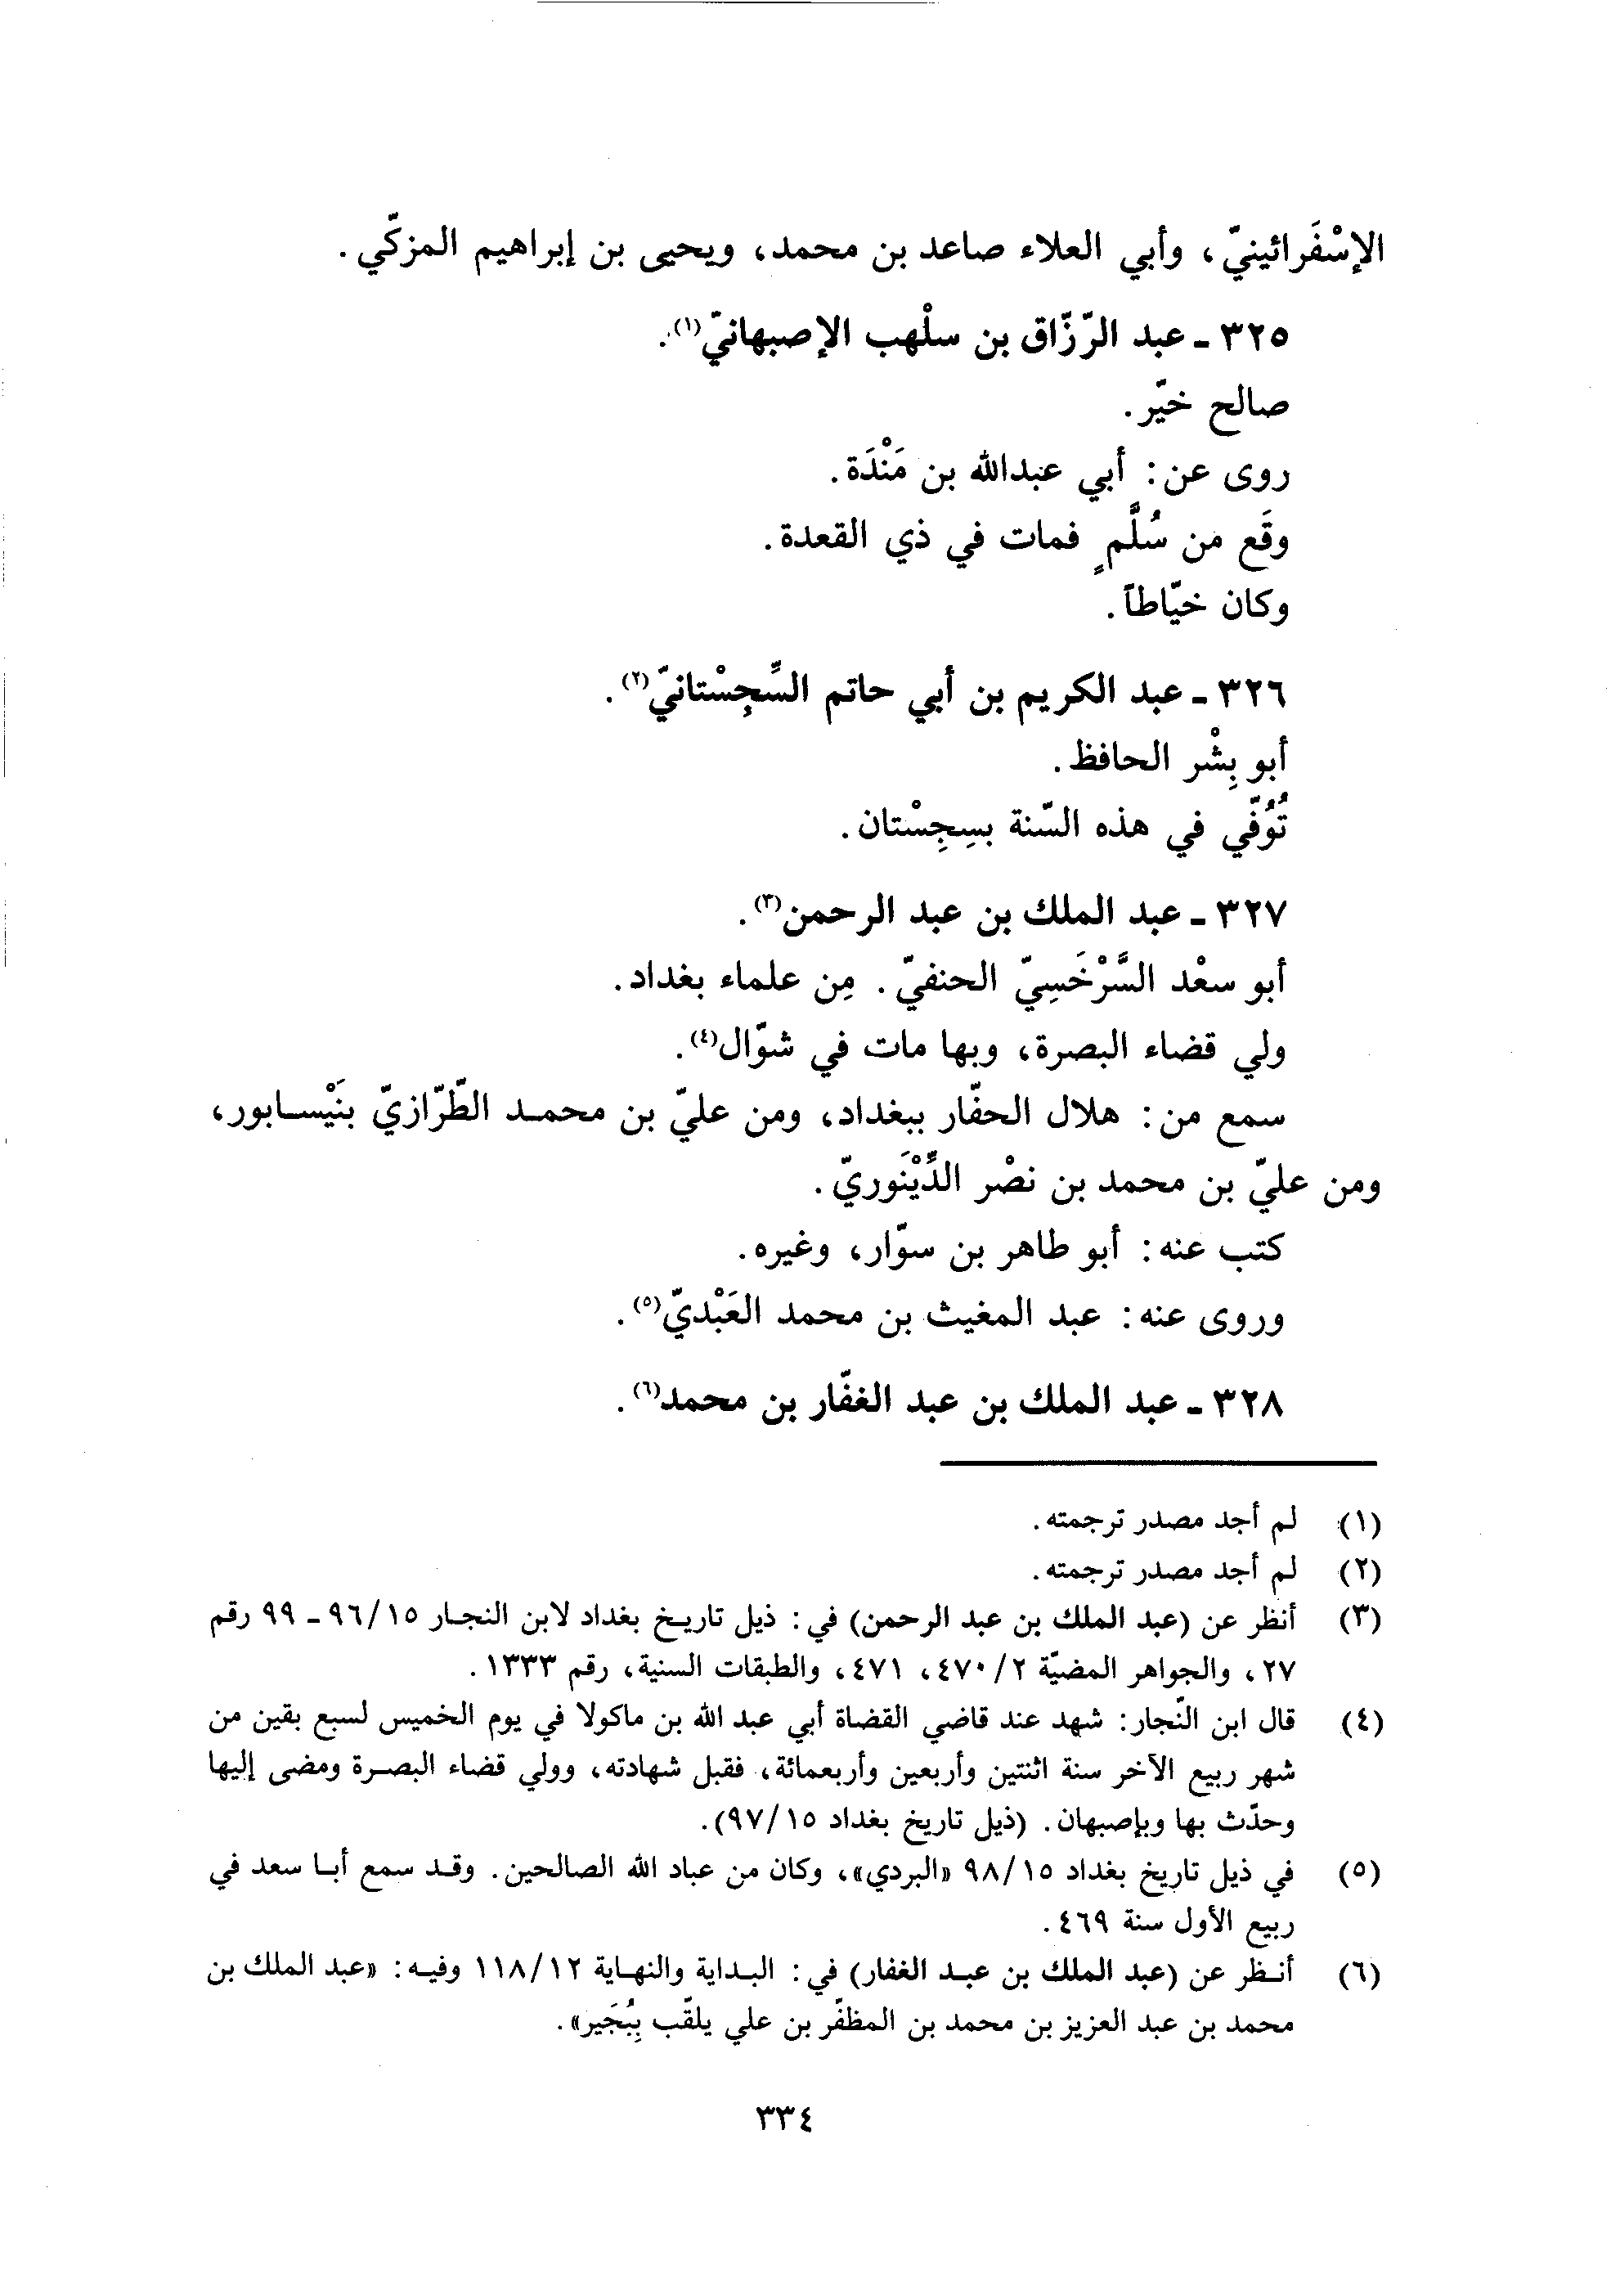 الإسْفَرائينيّ، وأبي العلاء صاعد بن محمد، ويحيى بن إبراهيم المزكّي.
٣٢٥ ـ عبد الرّزّاق بن سلْهب الإصبهانيّ(١).
صالح خيّر.
روى عن: أبي عبدالله بن مَنْدَة.
وقَع من سُلَّمٍ فمات في ذي القعدة.
وكان خيّاطاً.
٣٢٦ ـ عبد الكريم بن أبي حاتم السِّجِسْتانيّ(٢).
أبو بِشْر الحافظ.
تُوُفّي في هذه السّنة بسِجِسْتان.
٣٢٧ ـ عبد الملك بن عبد الرحمن(٣).
أبو سعْد السَّرْخَسِيّ الحنفيّ. مِن علماء بغداد.
ولي قضاء البصرة، وبها مات في شوّال(٤).
سمع من: هلال الحفّار ببغداد، ومن عليّ بن محمد الطّرّازيّ بنَيْسابور،
ومن عليّ بن محمد بن نصْر الدِّيْنَوريّ.
كتب عنه: أبو طاهر بن سوّار، وغيره.
وروى عنه: عبد المغيث بن محمد العَبْديّ(٥).
٣٢٨ ـ عبد الملك بن عبد الغفّار بن محمد(٦).
(١) لم أجد مصدر ترجمته.
(٢) لم أجد مصدر ترجمته.
(٣) أنظر عن (عبد الملك بن عبد الرحمن) في: ذيل تاريخ بغداد لابن النجار ٩٦/١٥ ـ ٩٩ رقم
٢٧، والجواهر المضيّة ٤٧٠/٢، ٤٧١، والطبقات السنية، رقم ١٣٣٣.
(٤) قال ابن النّجار: شهد عند قاضي القضاة أبي عبد الله بن ماكولا في يوم الخميس لسبع بقين من
شهر ربيع الآخر سنة اثنتين وأربعين وأربعمائة، فقبل شهادته، وولي قضاء البصرة ومضى إليها
وحدّث بها وبإصبهان. (ذيل تاريخ بغداد ٩٧/١٥).
(٥) في ذيل تاريخ بغداد ٩٨/١٥ «البردي»، وكان من عباد الله الصالحين. وقد سمع أبا سعد في
ربيع الأول سنة ٤٦٩.
(٦) أنظر عن (عبد الملك بن عبد الغفار) في: البداية والنهاية ١١٨/١٢ وفيه: «عبد الملك بن
محمد بن عبد العزيز بن محمد بن المظفّر بن علي يلقّب بِبُجَير».
٣٣٤